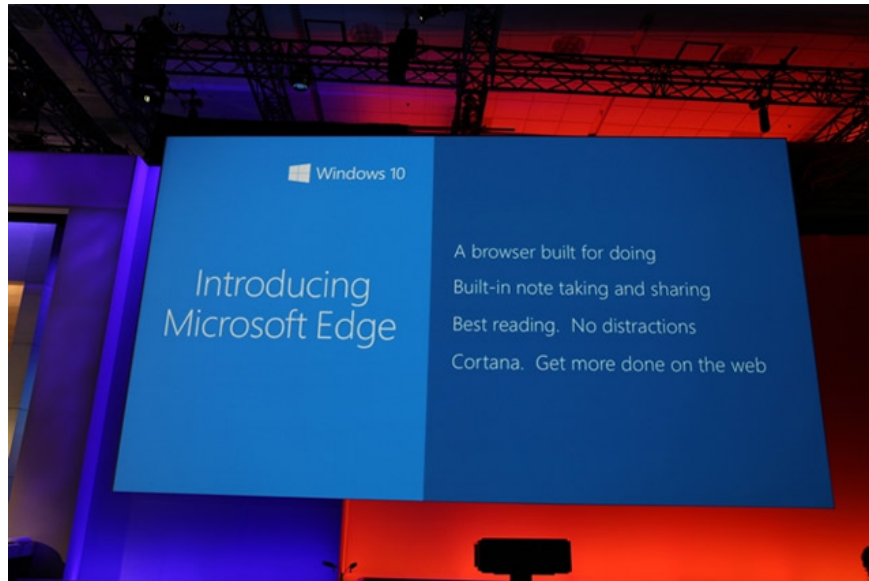 Windows 10
Introducing
Microsoft Edge
A browser built for doing
Built-in note taking and sharing
Best reading. No distractions
Cortana. Get more done on the web